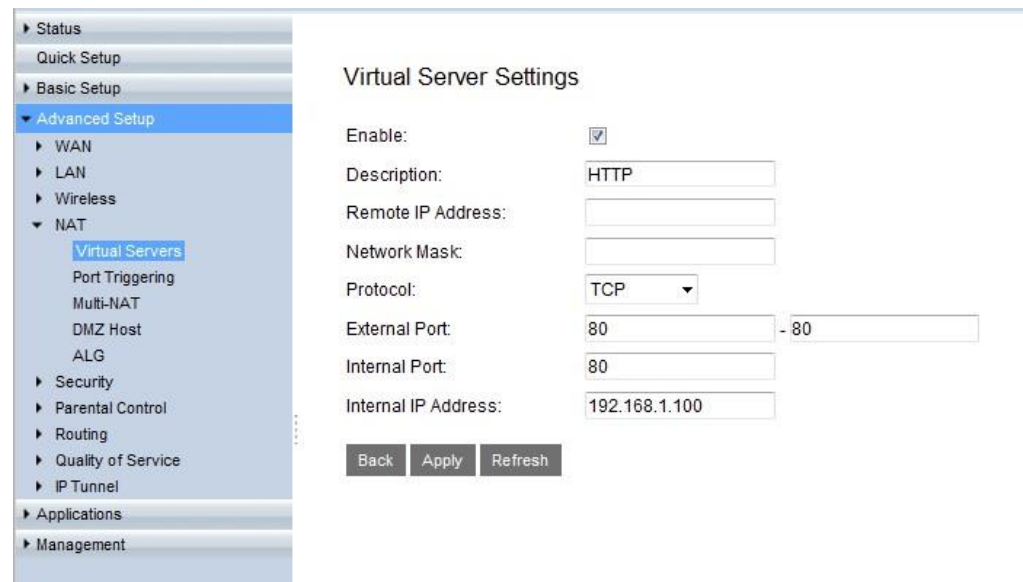 Status
Quick Setup
Basic Setup
Advanced Setup
WAN
LAN
Wireless
NAT
Virtual Servers
Port Triggering
Multi-NAT
DMZ Host
ALG
Security
Parental Control
Routing
Quality of Service
IP Tunnel
Applications
Management
Virtual Server Settings
Enable:
Description: HTTP
Remote IP Address:
Network Mask:
Protocol: TCP
External Port: 80 - 80
Internal Port: 80
Internal IP Address: 192.168.1.100
Back Apply Refresh